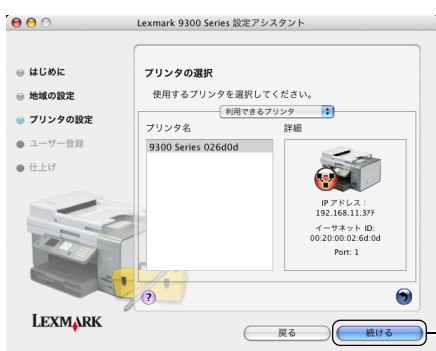 Lexmark 9300 Series 設定アシスタント
はじめに
地域の設定
プリンタの設定
ユーザー登録
仕上げ
プリンタの選択
使用するプリンタを選択してください。
利用できるプリンタ
プリンタ名
詳細
9300 Series 026d0d
IP アドレス :
192.168.11.37ﾃ
イーサネット ID:
00:20:00:02:6d:0d
Port: 1
?
LEXMARK
戻る
続ける